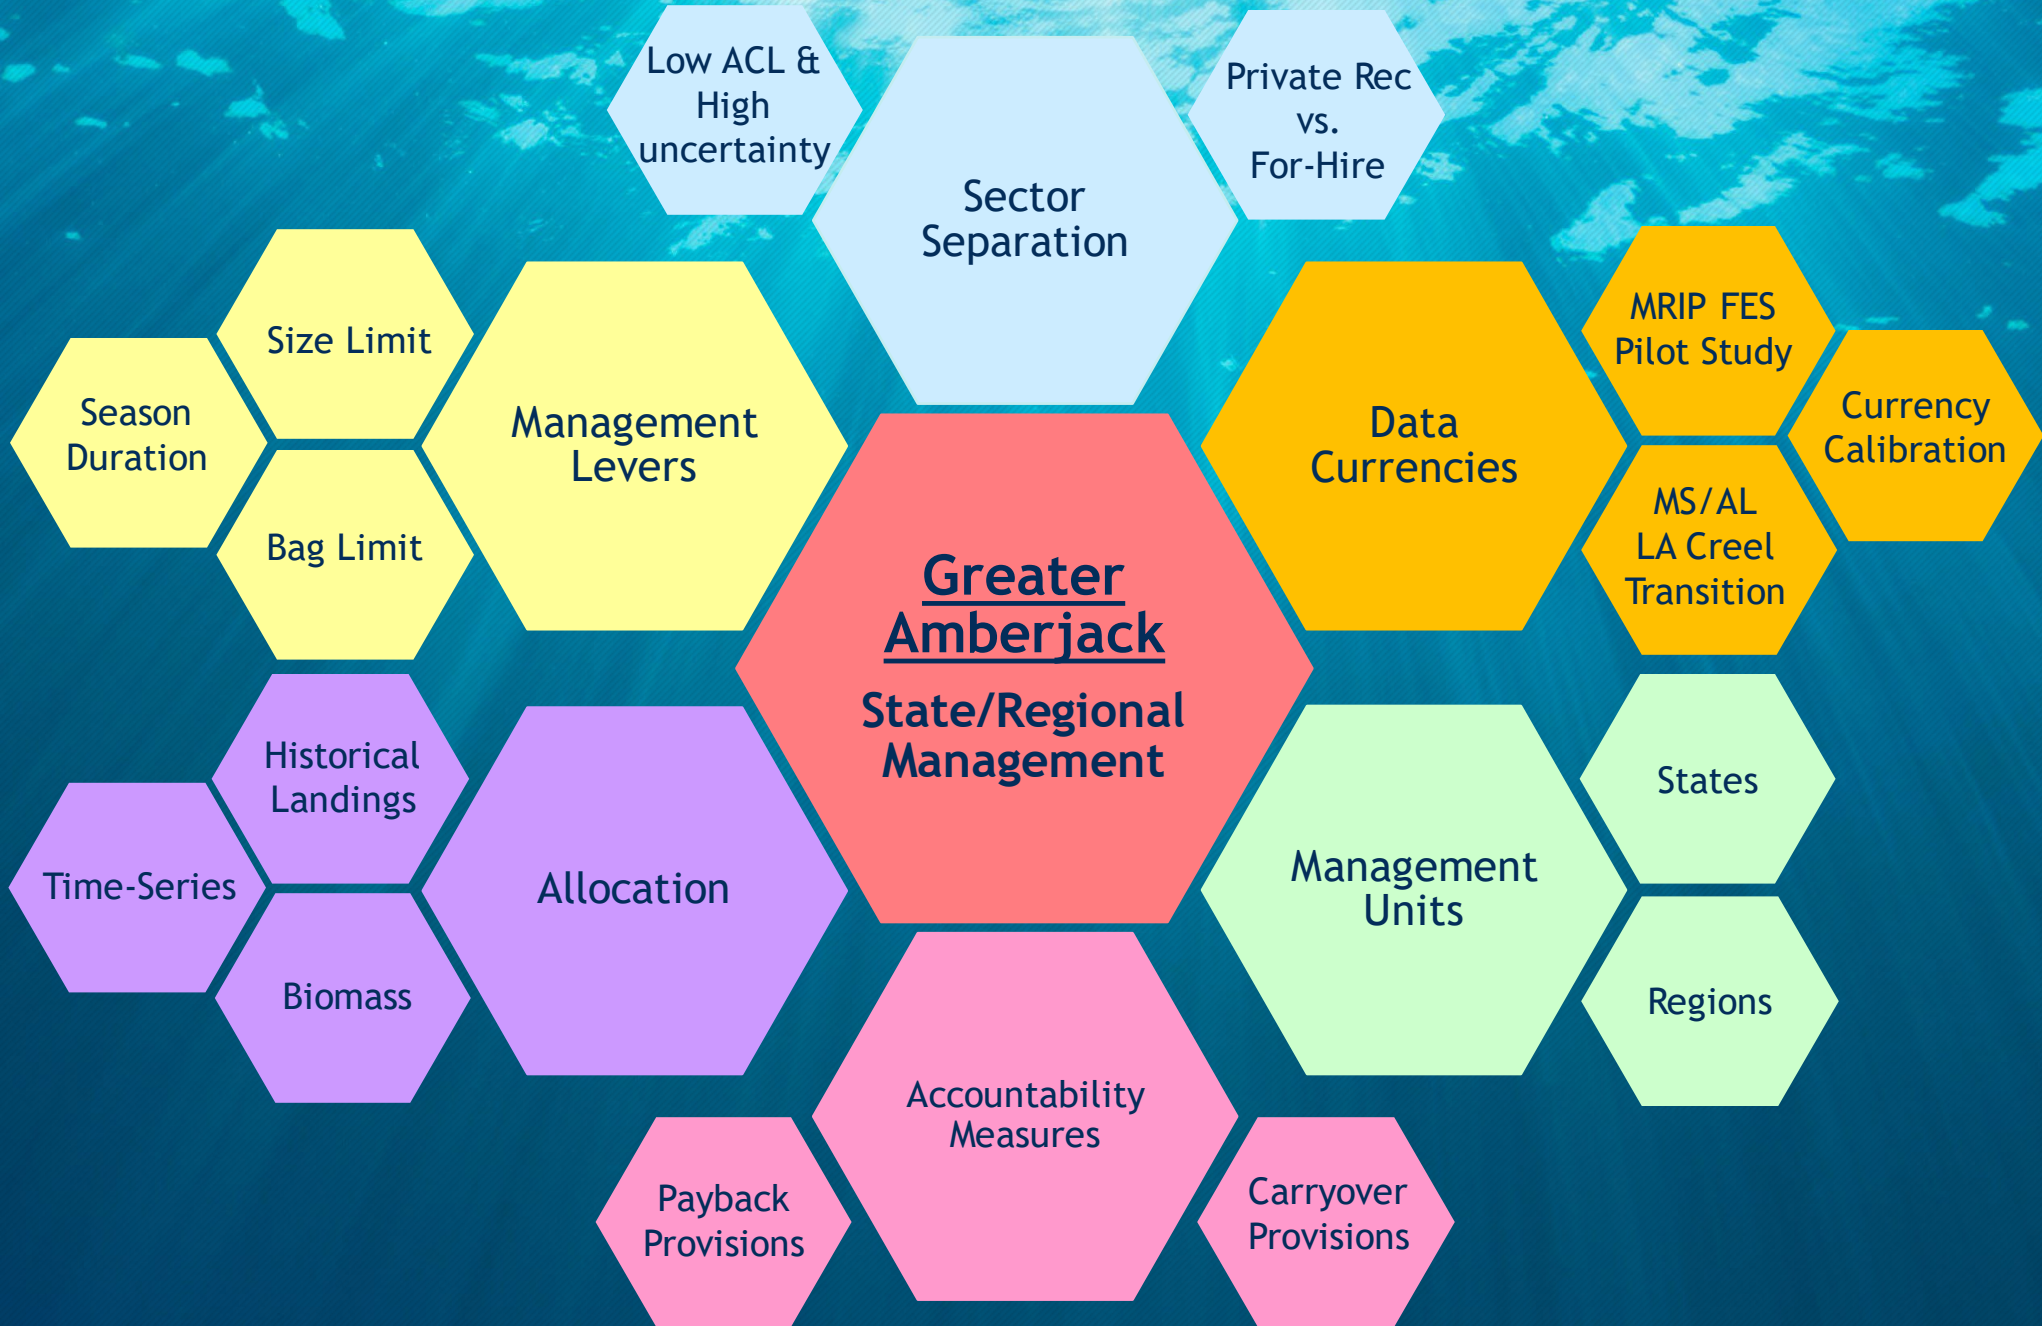 Low ACL &
High
uncertainty
Sector
Separation
Private Rec
vs.
For-Hire
Size Limit
Season
Duration
Bag Limit
Management
Levers
Data
Currencies
MRIP FES
Pilot Study
Currency
Calibration
MS/AL
LA Creel
Transition
Greater
Amberjack
State/Regional
Management
Historical
Landings
Time-Series
Biomass
Allocation
Management
Units
States
Regions
Accountability
Measures
Payback
Provisions
Carryover
Provisions